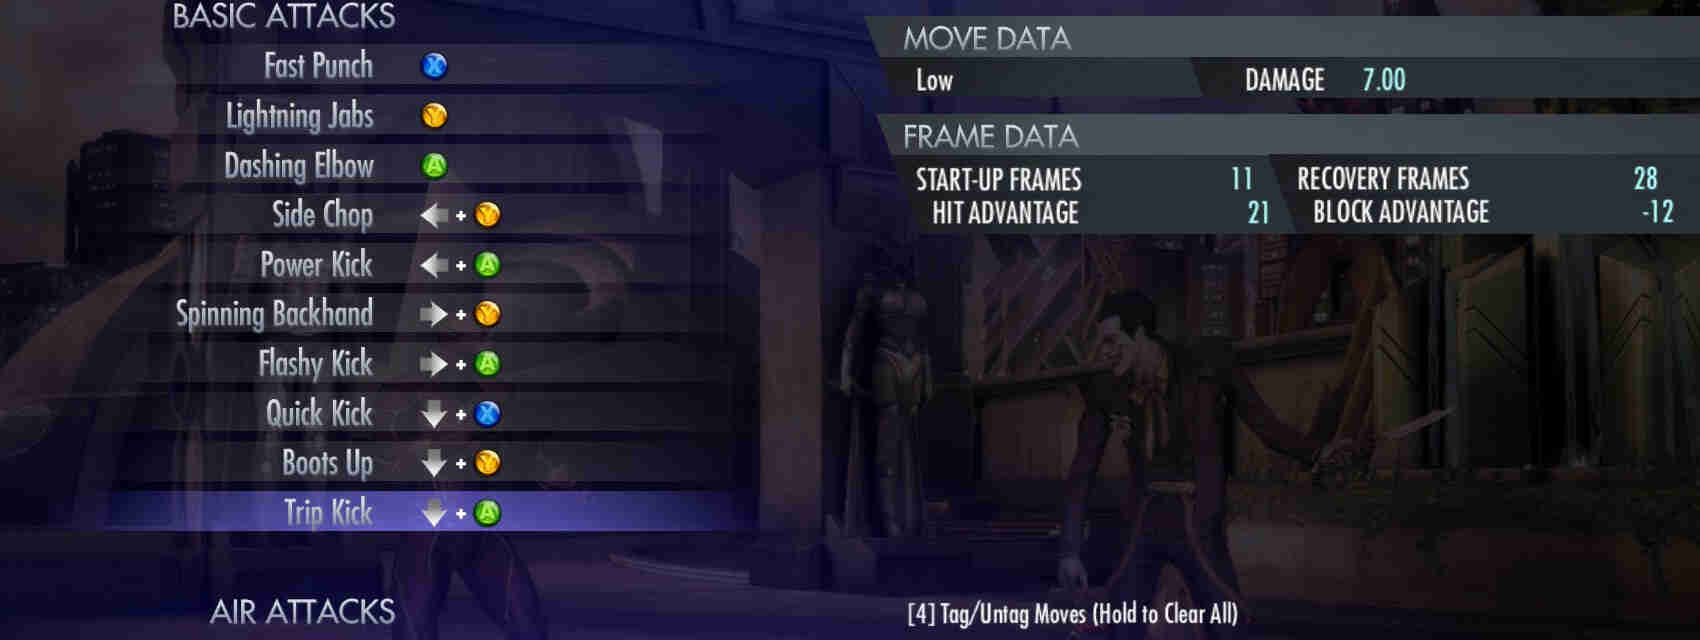 BASIC ATTACKS
Fast Punch X
Lightning Jabs Y
Dashing Elbow A
Side Chop + Y
Power Kick + A
Spinning Backhand + Y
Flashy Kick + A
Quick Kick + X
Boots Up + Y
Trip Kick + A
AIR ATTACKS
MOVE DATA
Low DAMAGE 7.00
FRAME DATA
START-UP FRAMES 11 RECOVERY FRAMES 28
HIT ADVANTAGE 21 BLOCK ADVANTAGE -12
[4] Tag/Untag Moves (Hold to Clear All)